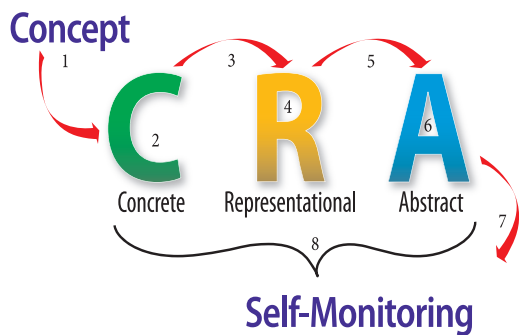 Concept
1 3 5
C R A
2 4 6
Concrete Representational Abstract
7
8
Self-Monitoring